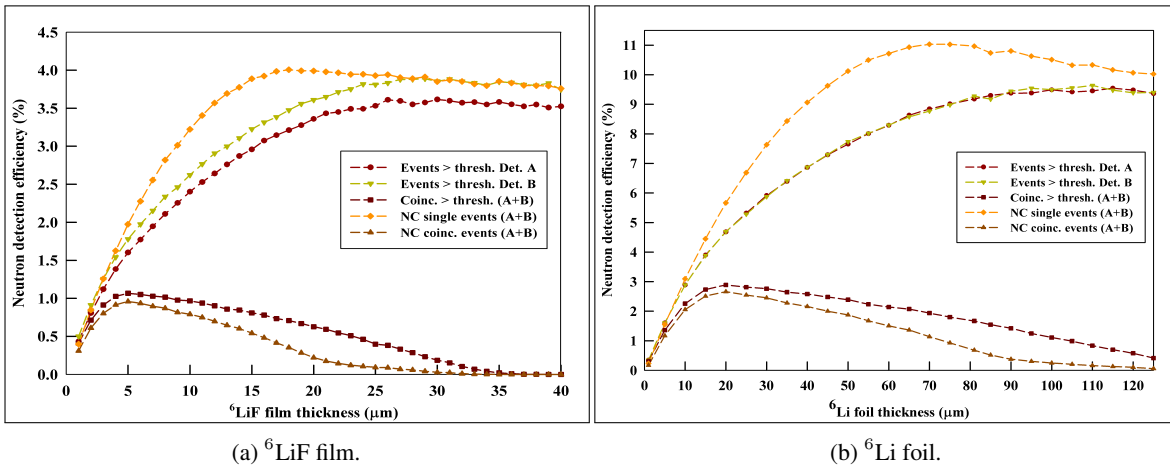 4.5
4.0
3.5
3.0
2.5
2.0
1.5
1.0
0.5
0.0
Neutron detection efficiency (%)
Events > thresh. Det. A
Events > thresh. Det. B
Coinc. > thresh. (A+B)
NC single events (A+B)
NC coinc. events (A+B)
0 5 10 15 20 25 30 35 40
⁶LiF film thickness (μm)
11
10
9
8
7
6
5
4
3
2
1
0
Neutron detection efficiency (%)
Events > thresh. Det. A
Events > thresh. Det. B
Coinc. > thresh. (A+B)
NC single events (A+B)
NC coinc. events (A+B)
0 10 20 30 40 50 60 70 80 90 100 110 120
⁶Li foil thickness (μm)
(a) ⁶LiF film.
(b) ⁶Li foil.